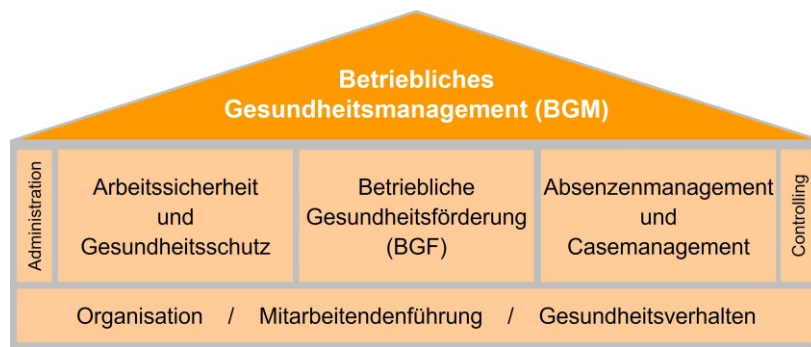 Betriebliches
Gesundheitsmanagement (BGM)
Administration
Arbeitssicherheit
und
Gesundheitsschutz
Betriebliche
Gesundheitsförderung
(BGF)
Absenzenmanagement
und
Casemanagement
Controlling
Organisation / Mitarbeitendenführung / Gesundheitsverhalten